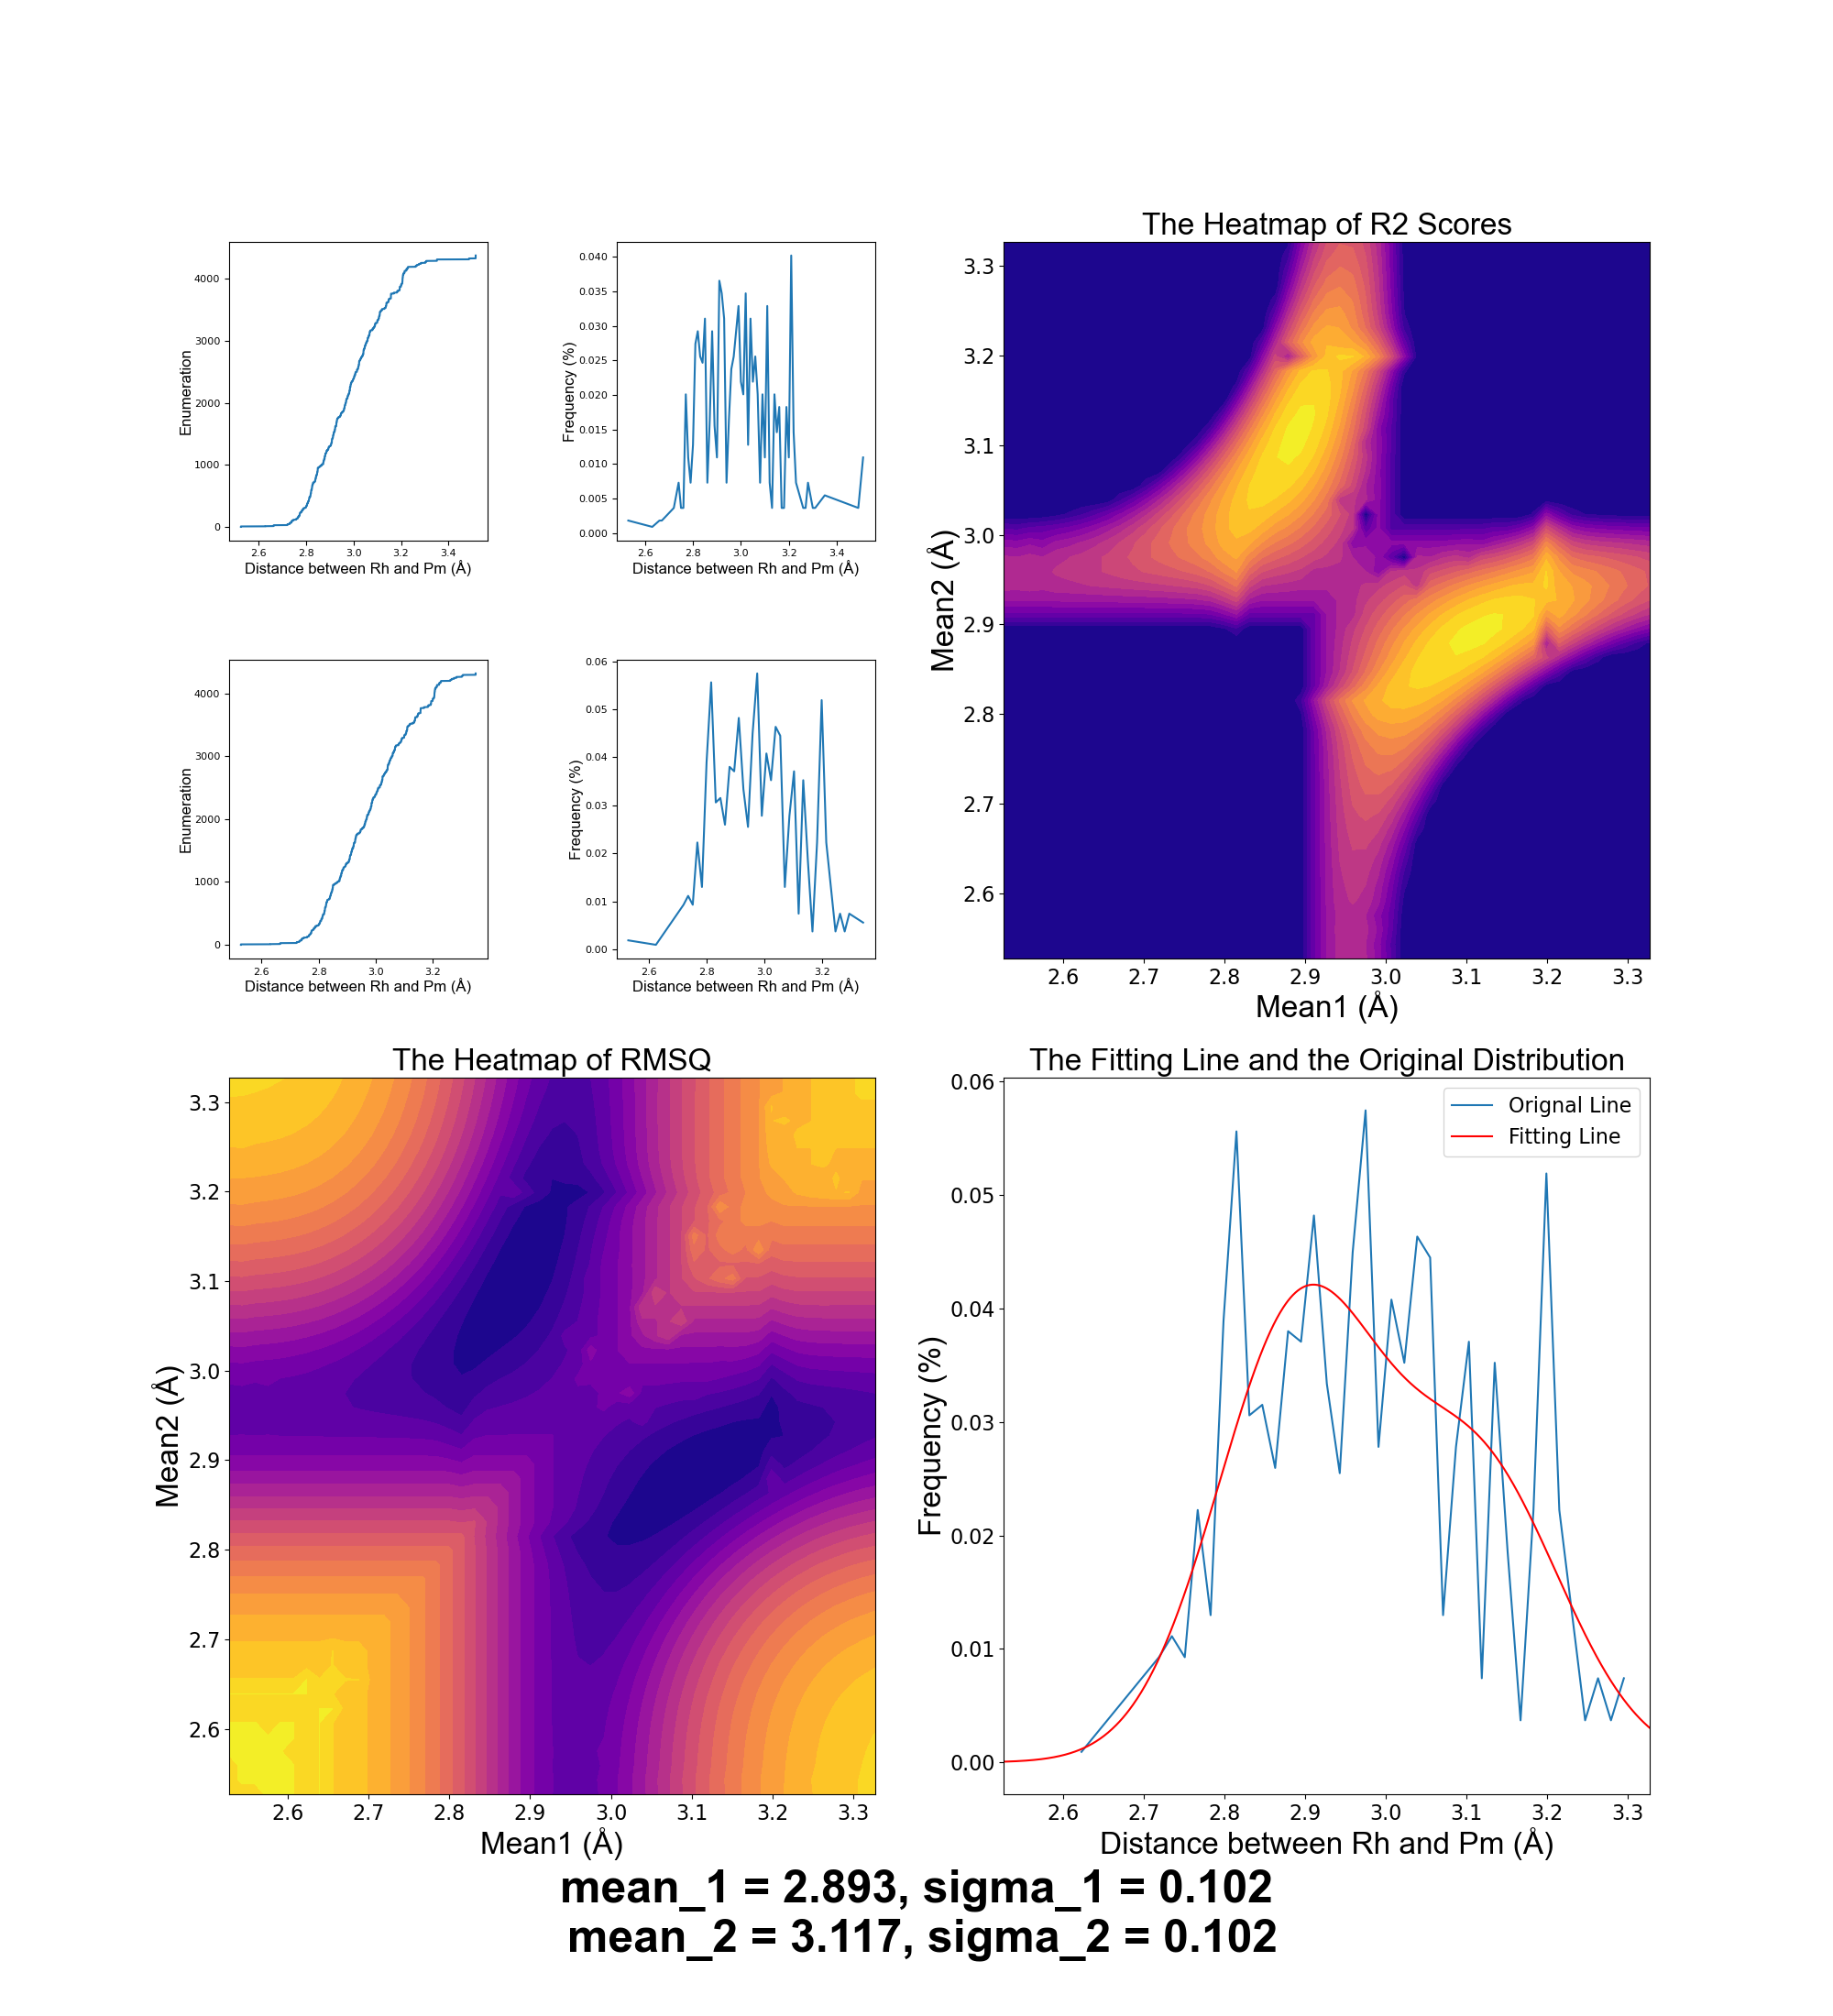 0.040
0.035
0.030
0.025
0.020
0.015
0.010
0.005
0.000
Frequency (%)
2.6 2.8 3.0 3.2 3.4
Distance between Rh and Pm (Å)
4000
3000
2000
1000
0
Enumeration
2.6 2.8 3.0 3.2 3.4
Distance between Rh and Pm (Å)
The Heatmap of R2 Scores
3.3
3.2
3.1
3.0
2.9
2.8
2.7
2.6
Mean2 (Å)
2.6 2.7 2.8 2.9 3.0 3.1 3.2 3.3
Mean1 (Å)
4000
3000
2000
1000
0
Enumeration
2.6 2.8 3.0 3.2
Distance between Rh and Pm (Å)
0.06
0.05
0.04
0.03
0.02
0.01
0.00
Frequency (%)
2.6 2.8 3.0 3.2
Distance between Rh and Pm (Å)
The Heatmap of RMSQ
3.3
3.2
3.1
3.0
2.9
2.8
2.7
2.6
Mean2 (Å)
2.6 2.7 2.8 2.9 3.0 3.1 3.2 3.3
Mean1 (Å)
The Fitting Line and the Original Distribution
Orignal Line
Fitting Line
0.06
0.05
0.04
0.03
0.02
0.01
0.00
Frequency (%)
2.6 2.7 2.8 2.9 3.0 3.1 3.2 3.3
Distance between Rh and Pm (Å)
mean_1 = 2.893, sigma_1 = 0.102
mean_2 = 3.117, sigma_2 = 0.102